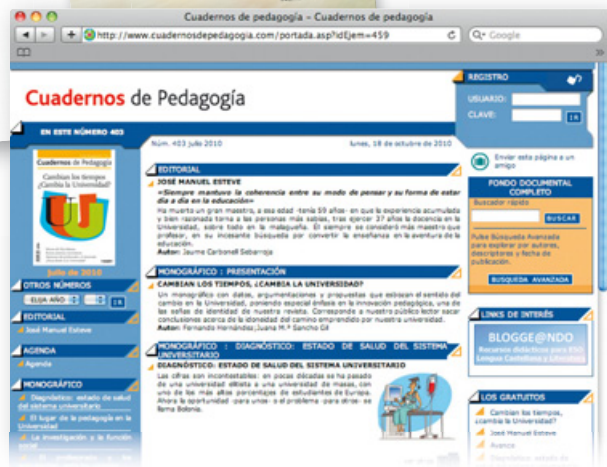 Cuadernos de pedagogía – Cuadernos de pedagogía
http://www.cuadernosdepedagogia.com/portada.asp?idEjem=459
Google
Cuadernos de Pedagogía
EN ESTE NÚMERO 403
Cuadernos de Pedagogía
Cambian los tiempos
¿Cambia la Universidad?
Julio de 2010
OTROS NÚMEROS
ELIJA AÑO
IR
EDITORIAL
José Manuel Esteve
AGENDA
Agenda
MONOGRÁFICO
Diagnóstico: estado de salud
del sistema universitario
El lugar de la pedagogía en la
Universidad
La investigación y la función
social
Núm. 403 julio 2010
lunes, 18 de octubre de 2010
EDITORIAL
JOSÉ MANUEL ESTEVE
«Siempre mantuvo la coherencia entre su modo de pensar y su forma de estar
día a día en la educación»
Ha muerto un gran maestro, a esa edad -tenía 59 años- en que la experiencia acumulada
y bien razonada torna a las personas más sabias, tras ejercer 37 años la docencia en la
Universidad, sobre todo en la malagueña. Él siempre se consideró más maestro que
profesor, en su incesante búsqueda por convertir la enseñanza en la aventura de la
educación.
Autor: Jaume Carbonell Sebarroja
MONOGRÁFICO : PRESENTACIÓN
CAMBIAN LOS TIEMPOS, ¿CAMBIA LA UNIVERSIDAD?
Un monográfico con datos, argumentaciones y propuestas que esbozan el sentido del
cambio en la Universidad, poniendo especial énfasis en la innovación pedagógica, una de
las señas de identidad de nuestra revista. Corresponde a nuestro público lector sacar
conclusiones acerca de la idoneidad del camino emprendido por nuestra universidad.
Autor: Fernando Hernández;Juana M.ª Sancho Gil
MONOGRÁFICO : DIAGNÓSTICO: ESTADO DE SALUD DEL SISTEMA
UNIVERSITARIO
DIAGNÓSTICO: ESTADO DE SALUD DEL SISTEMA UNIVERSITARIO
Las cifras son incontestables: en pocas décadas se ha pasado
de una universidad elitista a una universidad de masas, con
uno de los más altos porcentajes de estudiantes de Europa.
Ahora la oportunidad -para unos- o el problema -para otros- se
llama Bolonia.
REGISTRO
USUARIO:
CLAVE:
IR
Enviar esta página a un
amigo
FONDO DOCUMENTAL
COMPLETO
Buscador rápido
BUSCAR
Pulse Búsqueda Avanzada
para explorar por autores,
descriptores y fecha de
publicación.
BUSQUEDA AVANZADA
LINKS DE INTERÉS
BLOGGE@NDO
Recursos didácticos para ESO
Lengua Castellana y Literatura
LOS GRATUITOS
Cambian los tiempos,
¿cambia la Universidad?
José Manuel Esteve
Avance
Diagnóstico: estado de